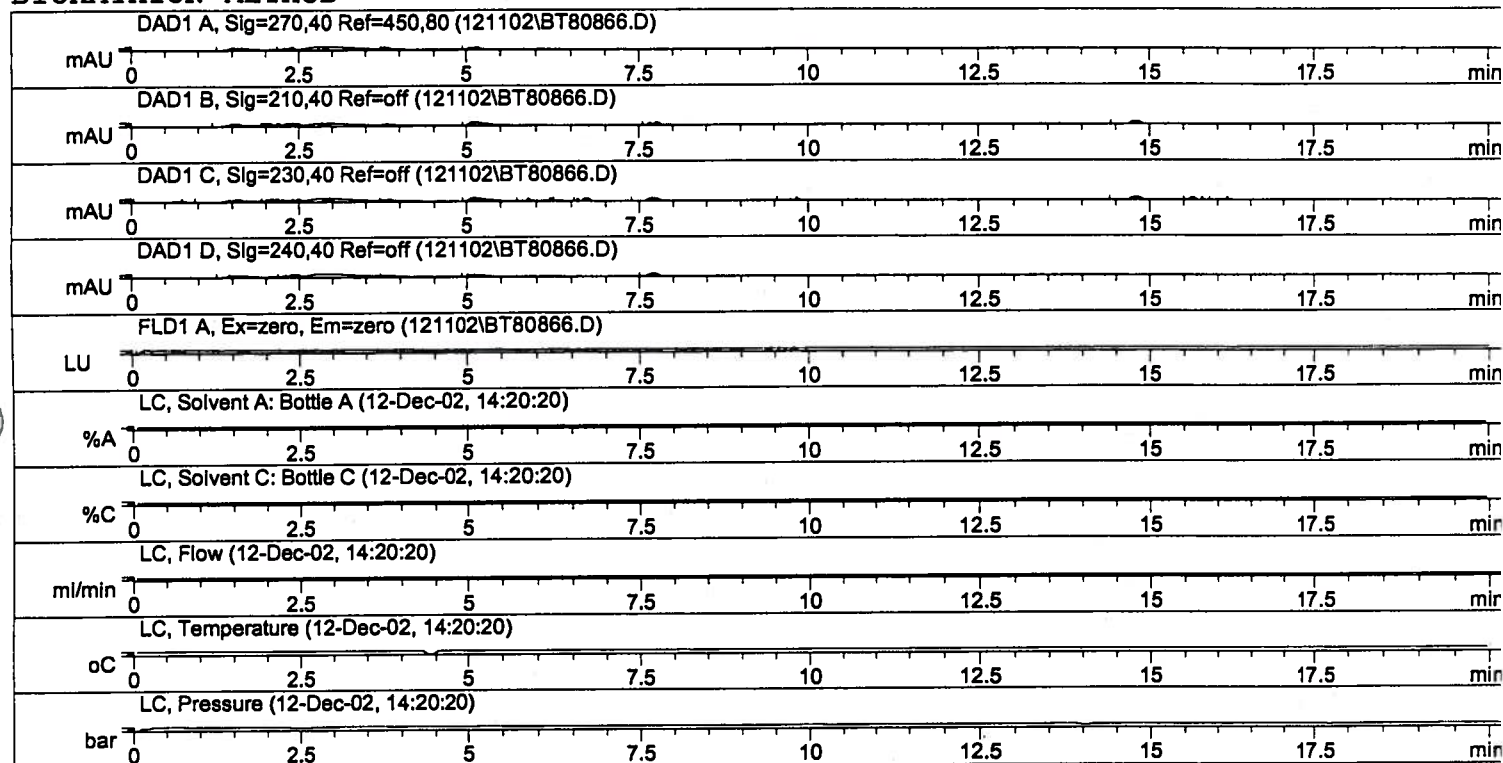 DAD1 A, Sig=270,40 Ref=450,80 (121102\BT80866.D)
mAU
0 2.5 5 7.5 10 12.5 15 17.5 min
DAD1 B, Sig=210,40 Ref=off (121102\BT80866.D)
mAU
0 2.5 5 7.5 10 12.5 15 17.5 min
DAD1 C, Sig=230,40 Ref=off (121102\BT80866.D)
mAU
0 2.5 5 7.5 10 12.5 15 17.5 min
DAD1 D, Sig=240,40 Ref=off (121102\BT80866.D)
mAU
0 2.5 5 7.5 10 12.5 15 17.5 min
FLD1 A, Ex=zero, Em=zero (121102\BT80866.D)
LU
0 2.5 5 7.5 10 12.5 15 17.5 min
LC, Solvent A: Bottle A (12-Dec-02, 14:20:20)
%A
0 2.5 5 7.5 10 12.5 15 17.5 min
LC, Solvent C: Bottle C (12-Dec-02, 14:20:20)
%C
0 2.5 5 7.5 10 12.5 15 17.5 min
LC, Flow (12-Dec-02, 14:20:20)
ml/min
0 2.5 5 7.5 10 12.5 15 17.5 min
LC, Temperature (12-Dec-02, 14:20:20)
oC
0 2.5 5 7.5 10 12.5 15 17.5 min
LC, Pressure (12-Dec-02, 14:20:20)
bar
0 2.5 5 7.5 10 12.5 15 17.5 min